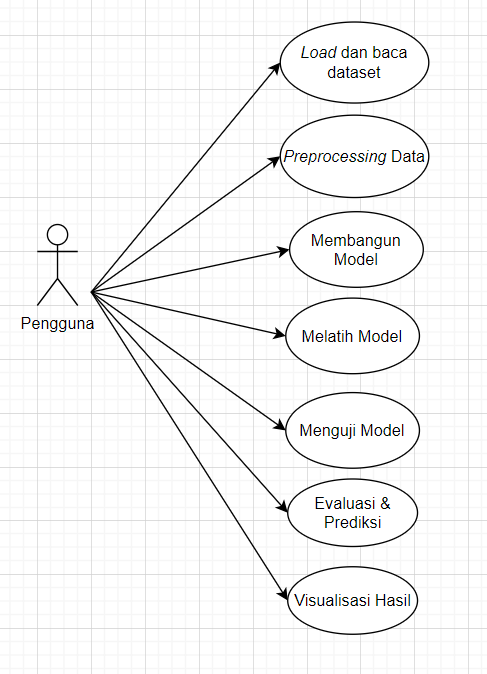 Load dan baca
dataset
Preprocessing Data
Membangun
Model
Pengguna
Melatih Model
Menguji Model
Evaluasi &
Prediksi
Visualisasi Hasil